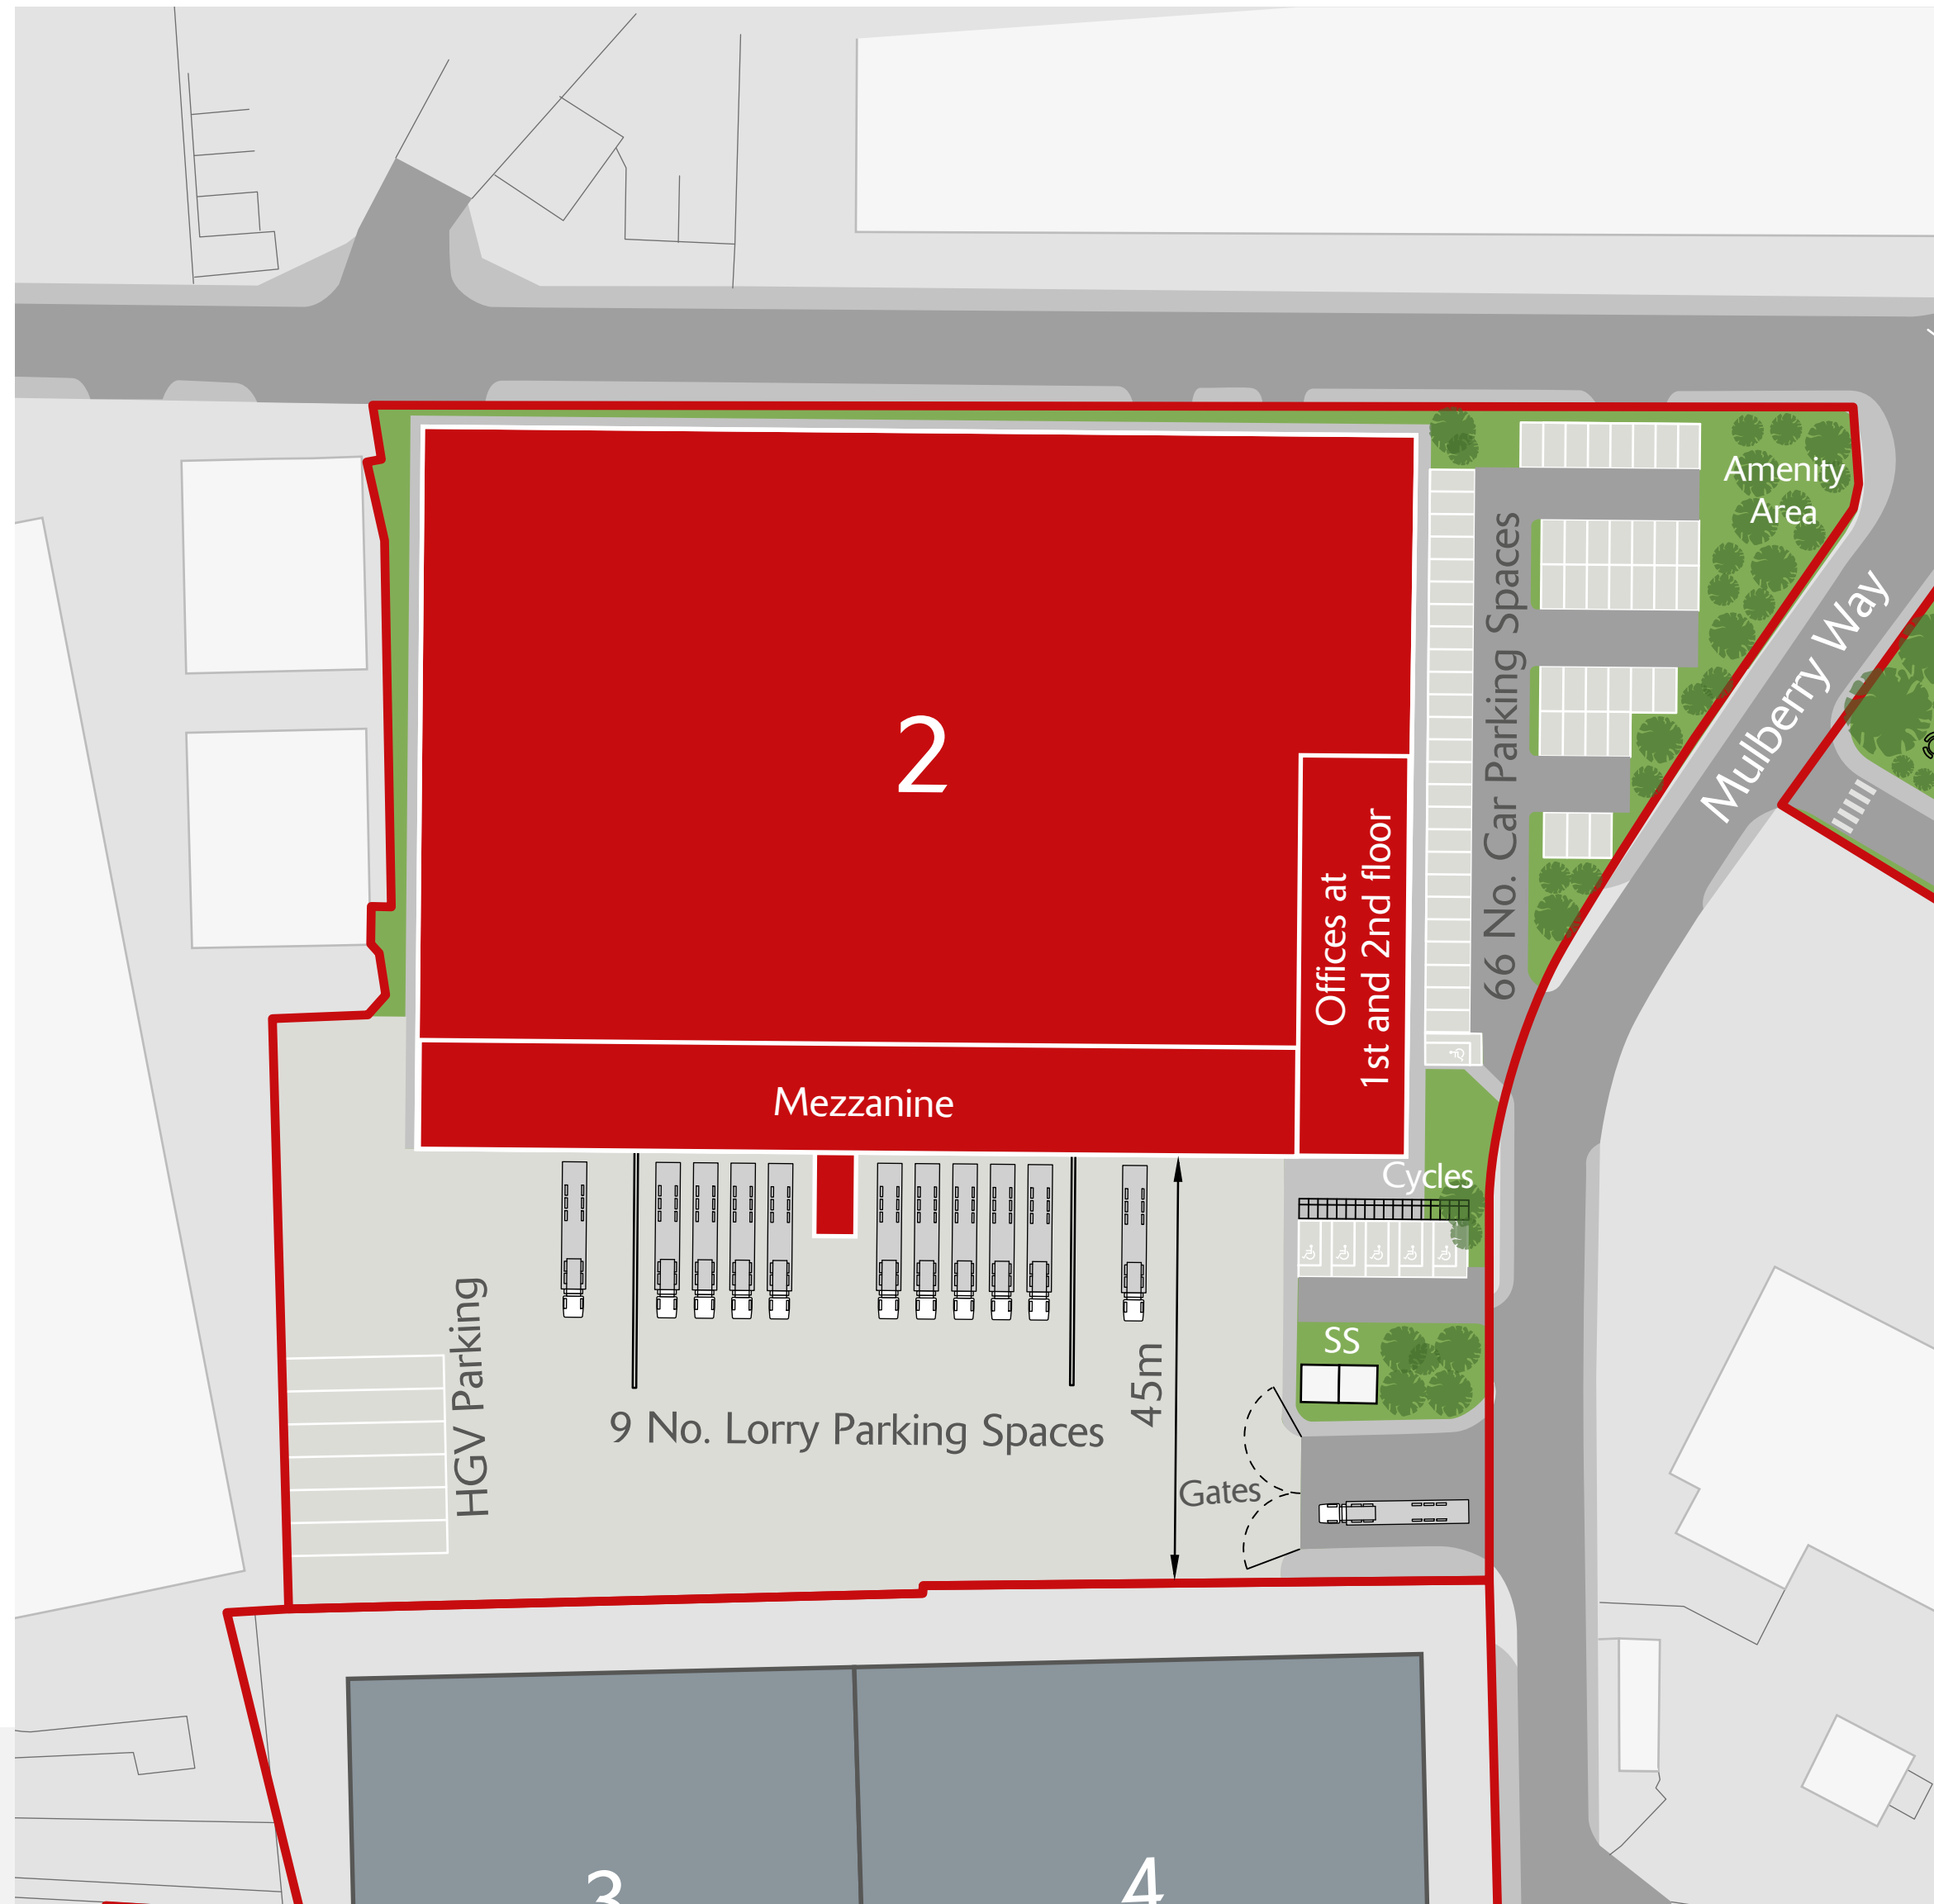 Amenity
Area
66 No. Car Parking Spaces
Mulberry Way
2
Offices at
1st and 2nd floor
Mezzanine
Cycles
SS
HGV Parking
9 No. Lorry Parking Spaces
45m
Gates
3
4